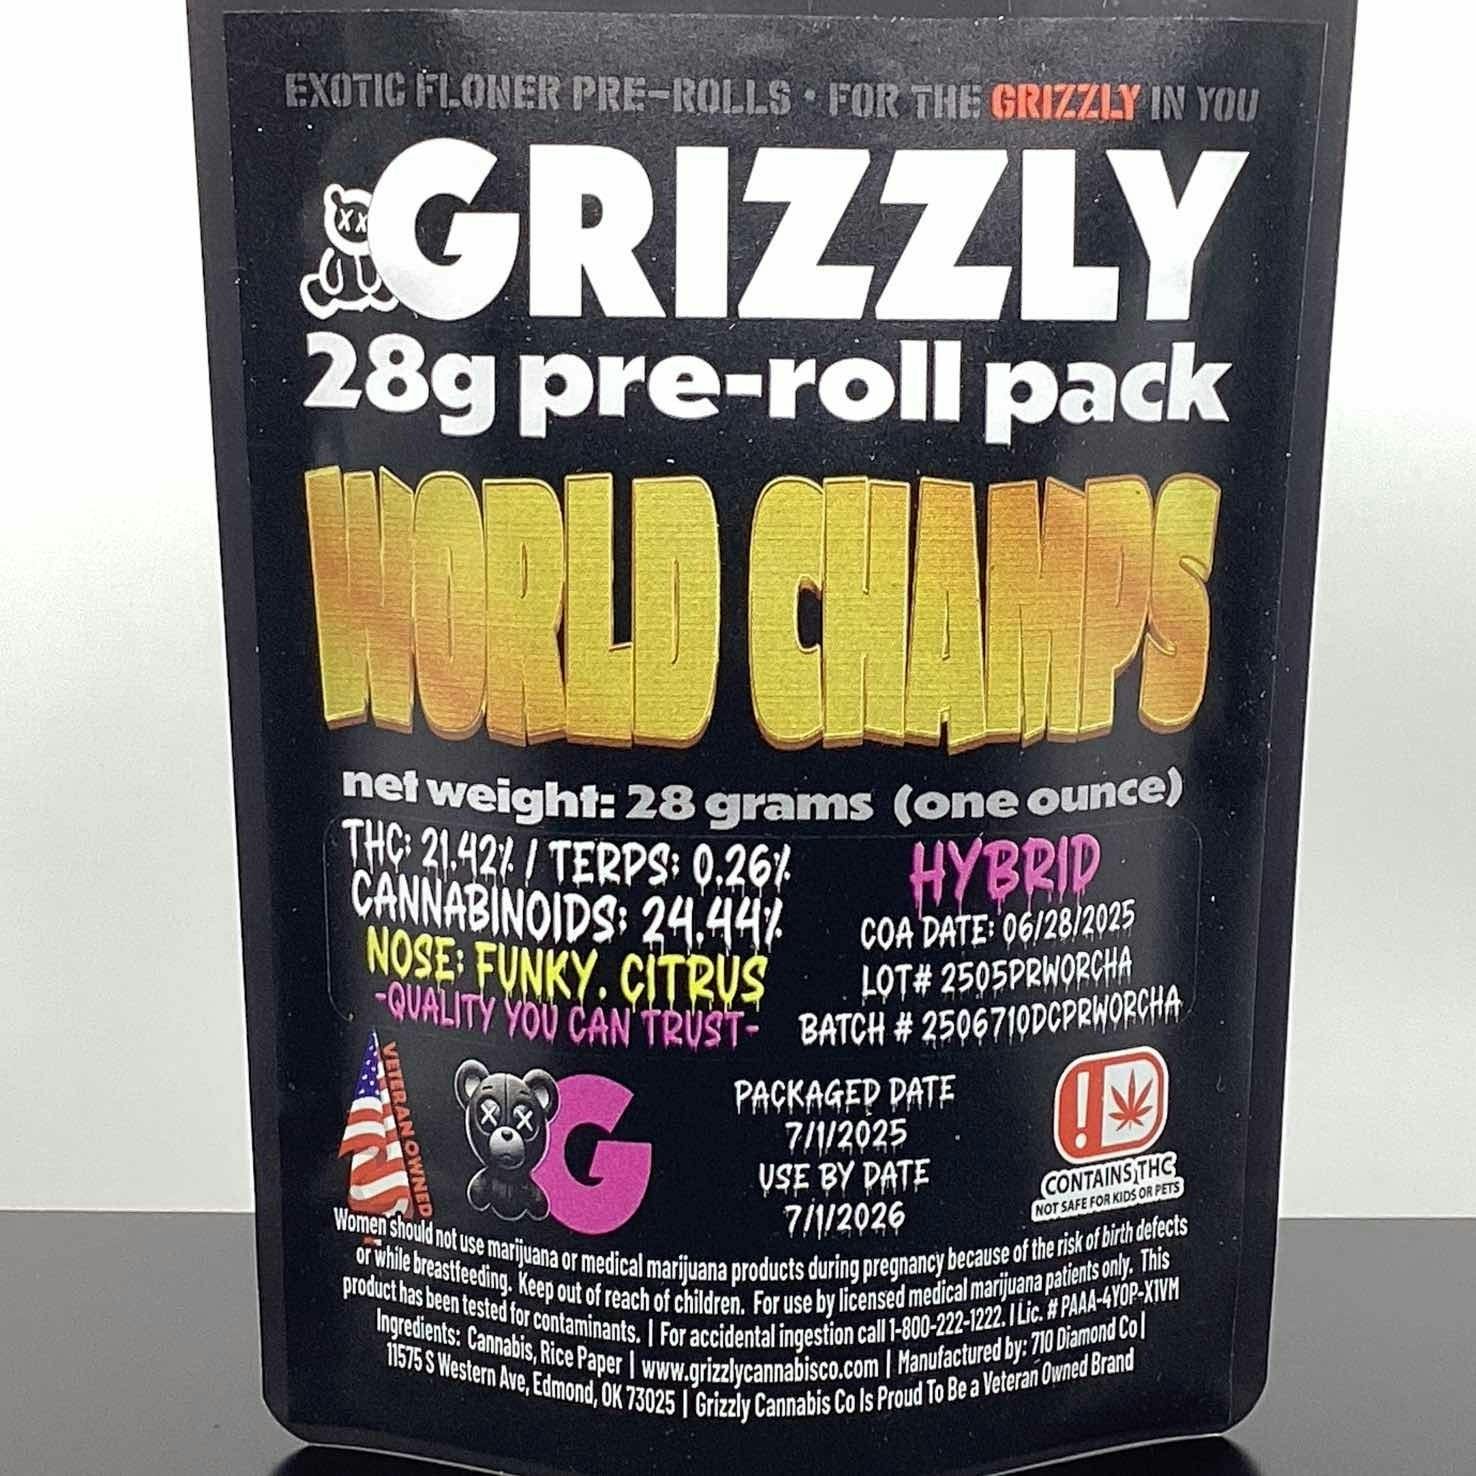 EXOTIC FLOWER PRE-ROLLS • FOR THE GRIZZLY IN YOU
GRIZZLY
28g pre-roll pack
WORLD CHAMPS
net weight: 28 grams (one ounce)
THC: 21.42% / TERPS: 0.26%
CANNABINOIDS: 24.44%
NOSE: FUNKY. CITRUS
-QUALITY YOU CAN TRUST-
HYBRID
COA DATE: 06/28/2025
LOT# 2505PRWORCHA
BATCH # 2506710DCPRWORCHA
VETERAN OWNED
G
PACKAGED DATE
7/1/2025
USE BY DATE
7/1/2026
!
CONTAINS THC
NOT SAFE FOR KIDS OR PETS
Women should not use marijuana or medical marijuana products during pregnancy because of the risk of birth defects
or while breastfeeding. Keep out of reach of children. For use by licensed medical marijuana patients only. This
product has been tested for contaminants. | For accidental ingestion call 1-800-222-1222. | Lic. # PAAA-4Y0P-X1VM
Ingredients: Cannabis, Rice Paper | www.grizzlycannabisco.com | Manufactured by: 710 Diamond Co |
11575 S Western Ave, Edmond, OK 73025 | Grizzly Cannabis Co Is Proud To Be a Veteran Owned Brand